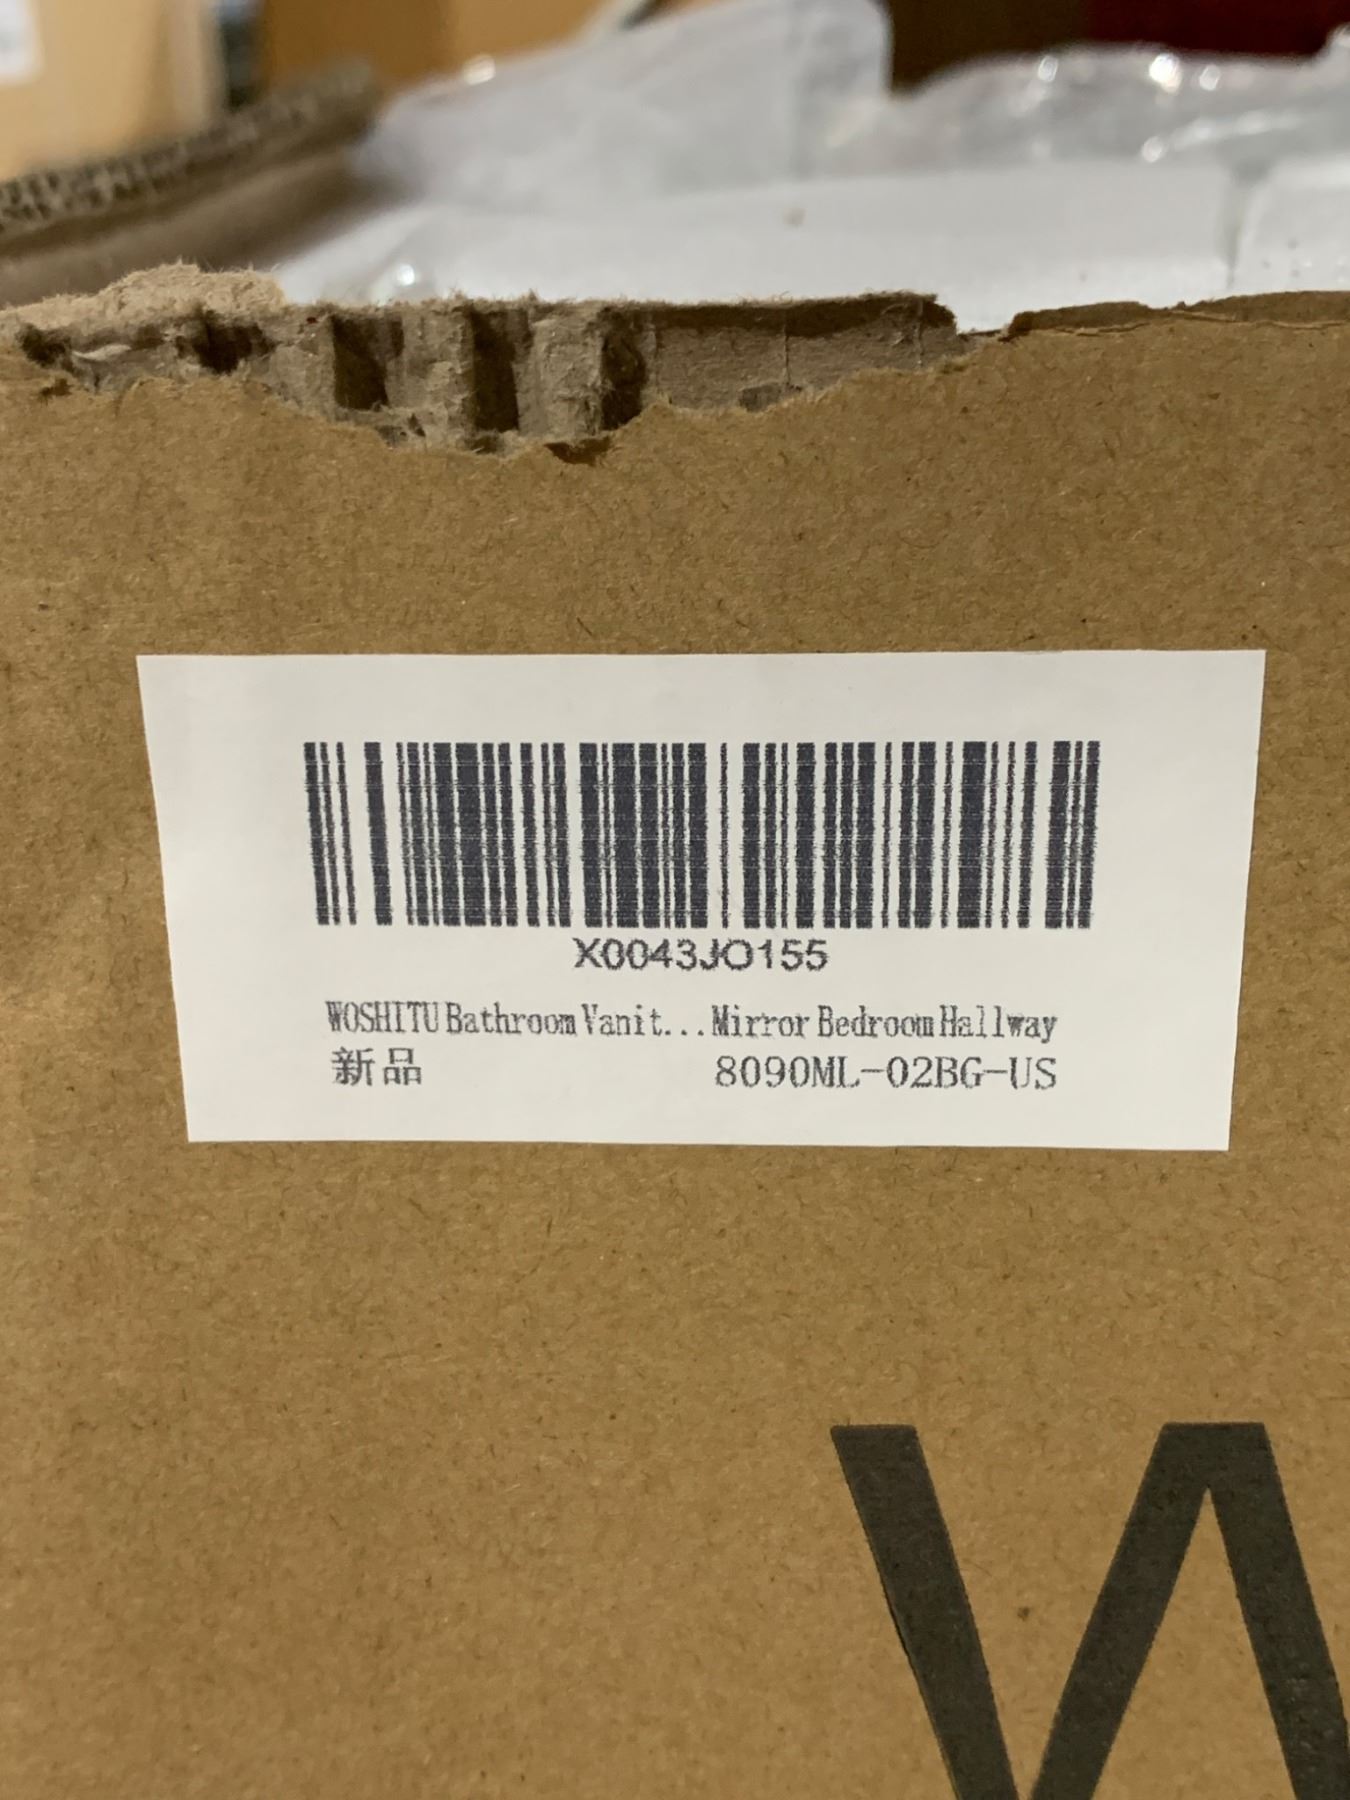 X0043JO155
WOSHITU Bathroom Vanit...Mirror Bedroom Hallway
新品 8090ML-02BG-US
W